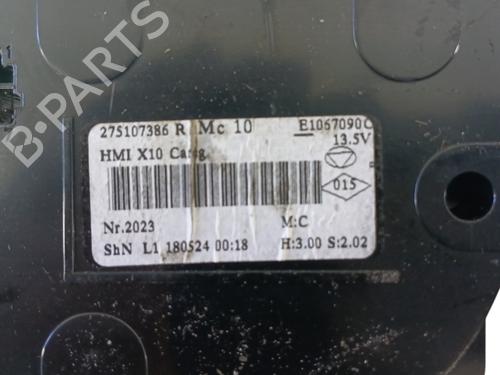 275107386 R Mc 10 E1067090C
13.5V
HMI X10 Categ.
015
Nr.2023 M:C
ShN L1 180524 00:18 H:3.00 S:2.02
B-PARTS